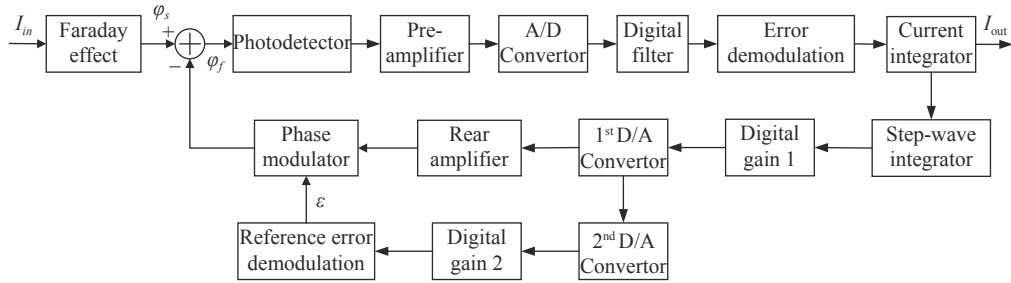 I_in
Faraday
effect
φ_s
+
−
φ_f
Photodetector
Pre-
amplifier
A/D
Convertor
Digital
filter
Error
demodulation
Current
integrator
I_out
Phase
modulator
Rear
amplifier
1st D/A
Convertor
Digital
gain 1
Step-wave
integrator
ε
Reference error
demodulation
Digital
gain 2
2nd D/A
Convertor